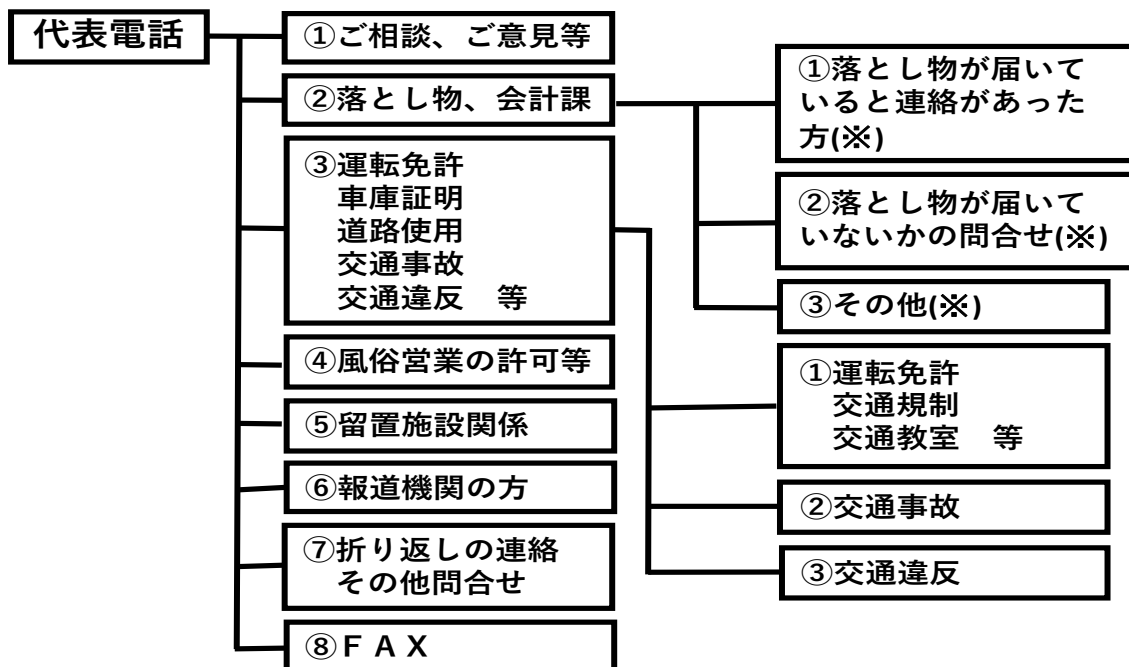 代表電話
①ご相談、ご意見等
②落とし物、会計課
③運転免許
車庫証明
道路使用
交通事故
交通違反　等
④風俗営業の許可等
⑤留置施設関係
⑥報道機関の方
⑦折り返しの連絡
その他問合せ
⑧ＦＡＸ
①落とし物が届いて
いると連絡があった
方(※)
②落とし物が届いて
いないかの問合せ(※)
③その他(※)
①運転免許
交通規制
交通教室　等
②交通事故
③交通違反